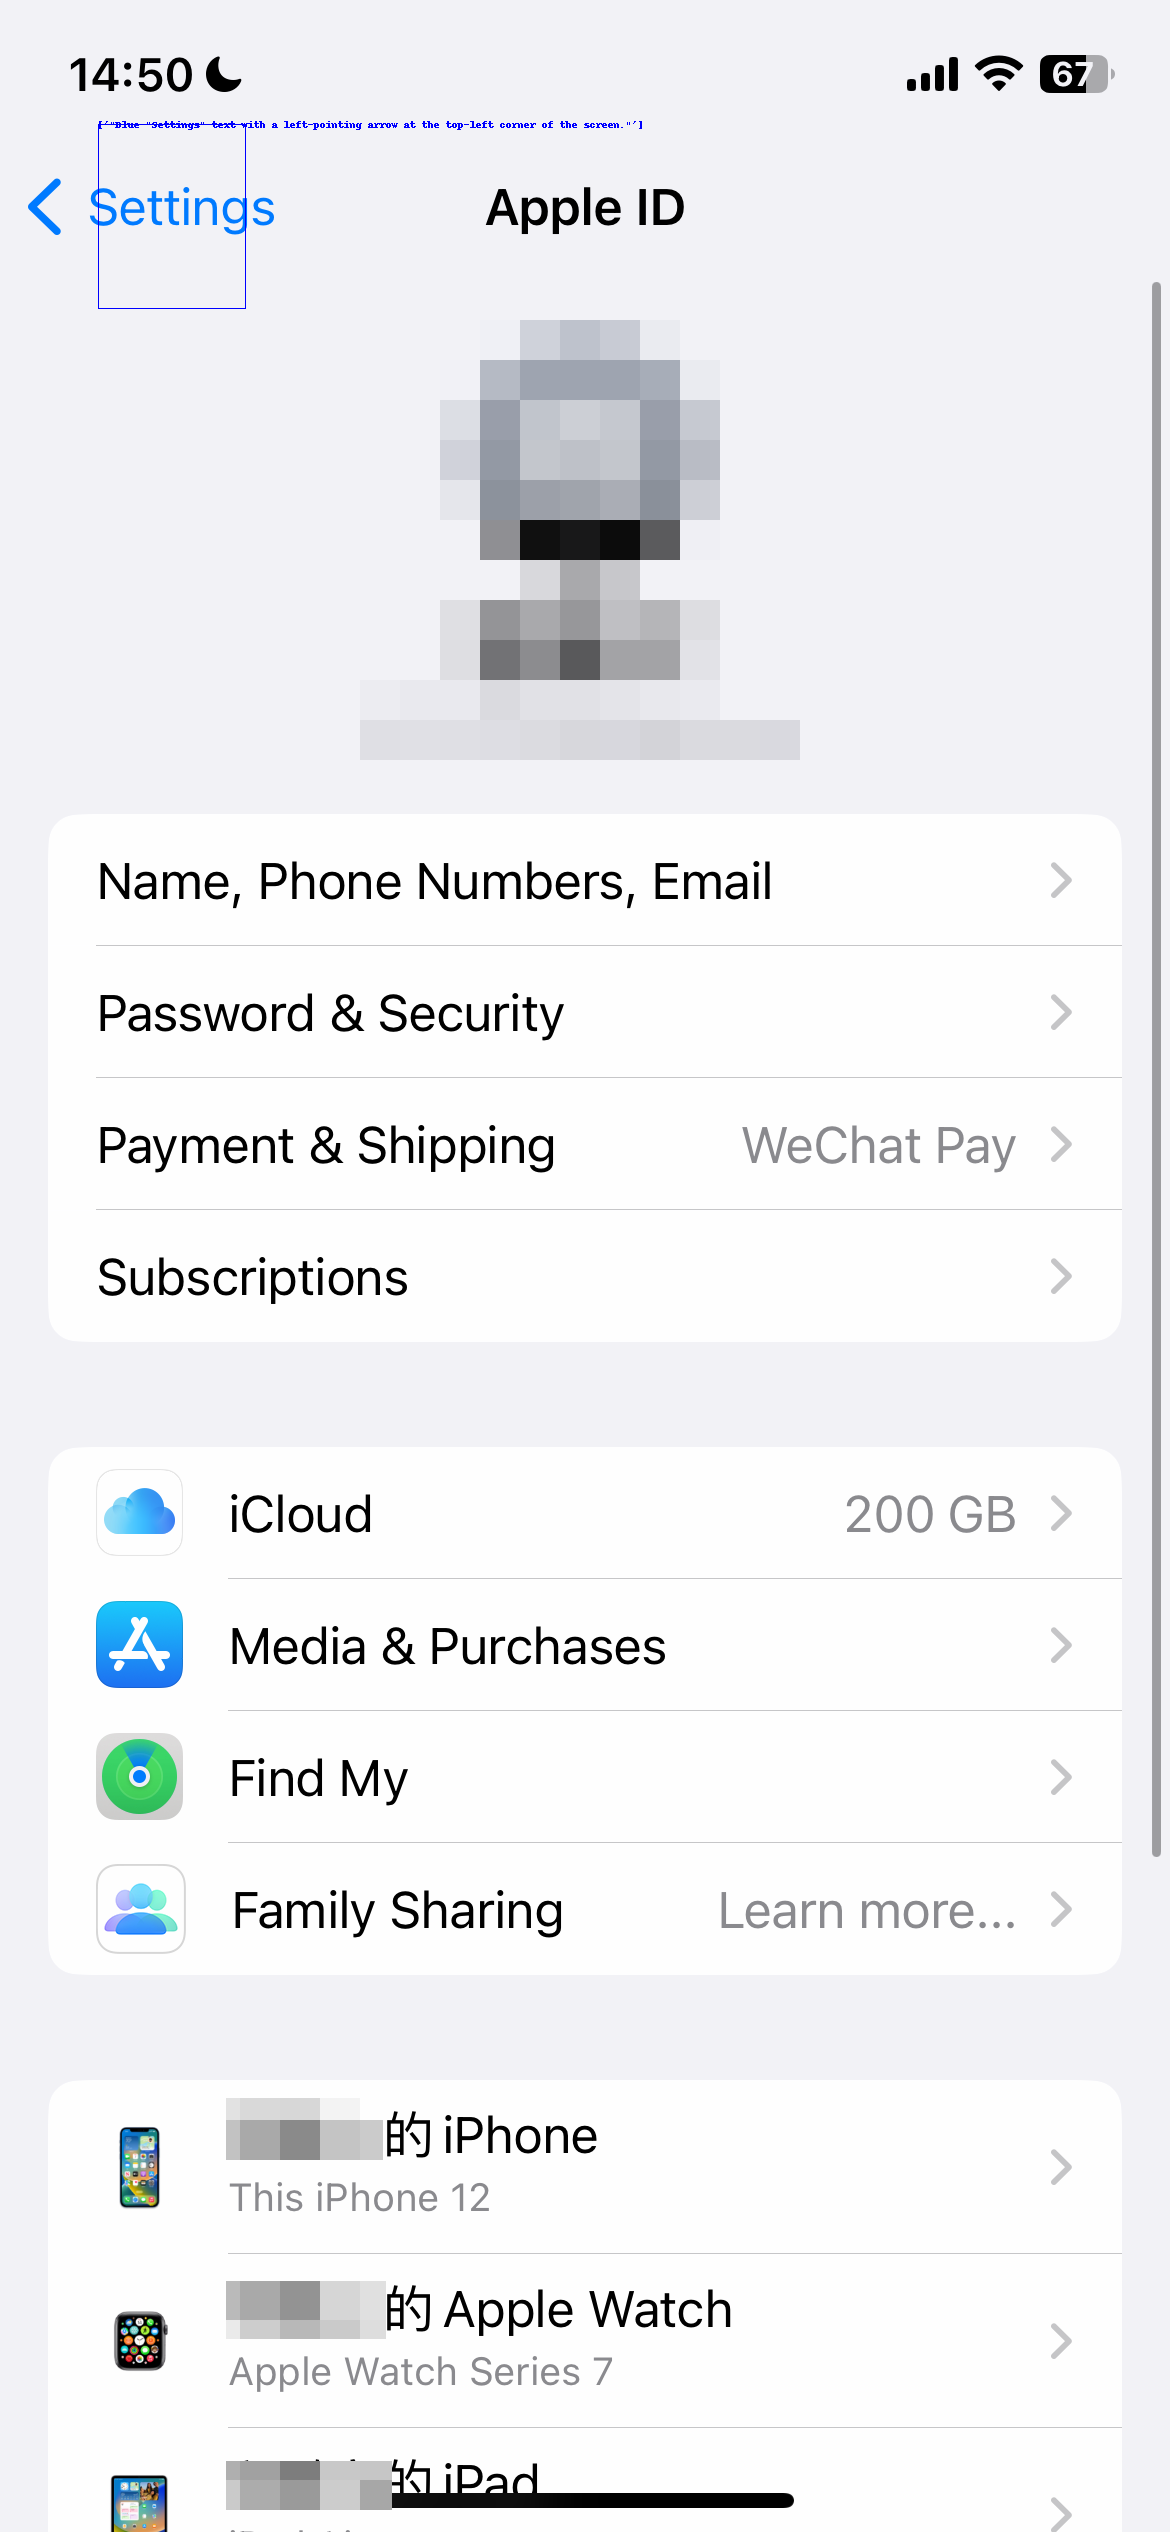 14:50
67
['"Blue "Settings" text with a left-pointing arrow at the top-left corner of the screen."']
Settings
Apple ID
Name, Phone Numbers, Email
Password & Security
Payment & Shipping WeChat Pay
Subscriptions
iCloud 200 GB
Media & Purchases
Find My
Family Sharing Learn more...
的 iPhone
This iPhone 12
的 Apple Watch
Apple Watch Series 7
的 iPad